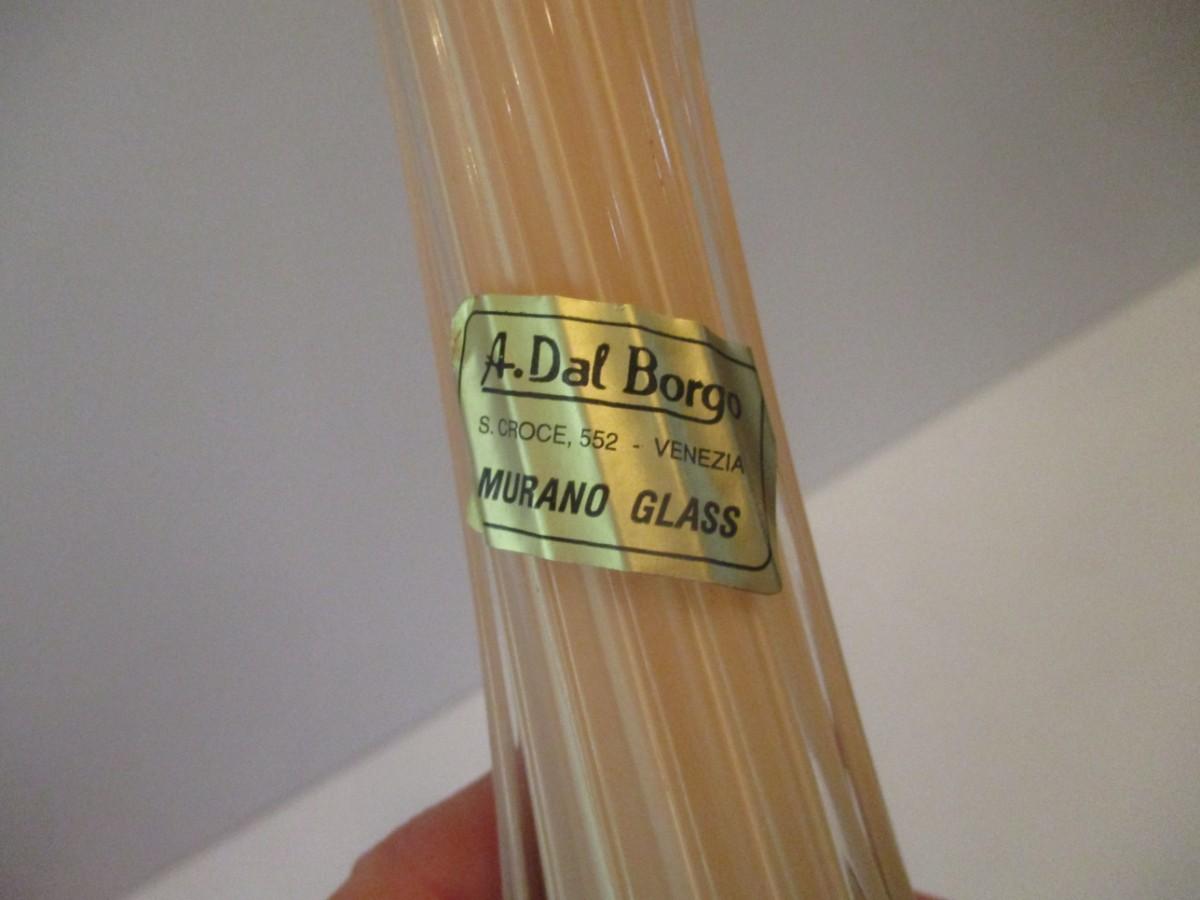 A. Dal Borgo
S. CROCE, 552 - VENEZIA
MURANO GLASS